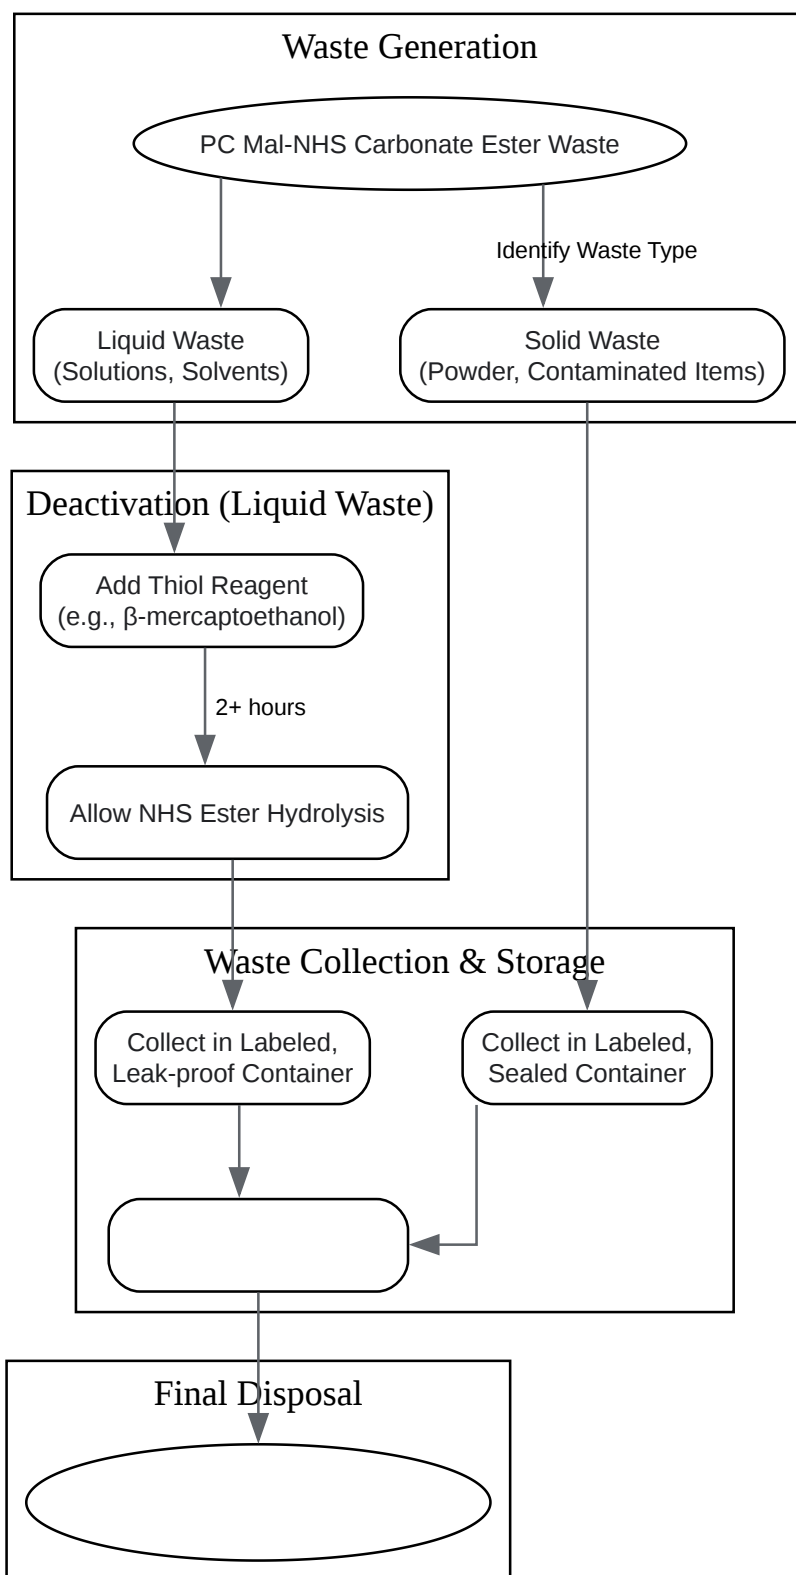 Waste Generation
PC Mal-NHS Carbonate Ester Waste
Identify Waste Type
Liquid Waste
(Solutions, Solvents)
Solid Waste
(Powder, Contaminated Items)
Deactivation (Liquid Waste)
Add Thiol Reagent
(e.g., β-mercaptoethanol)
2+ hours
Allow NHS Ester Hydrolysis
Waste Collection & Storage
Collect in Labeled,
Leak-proof Container
Collect in Labeled,
Sealed Container
Final Disposal